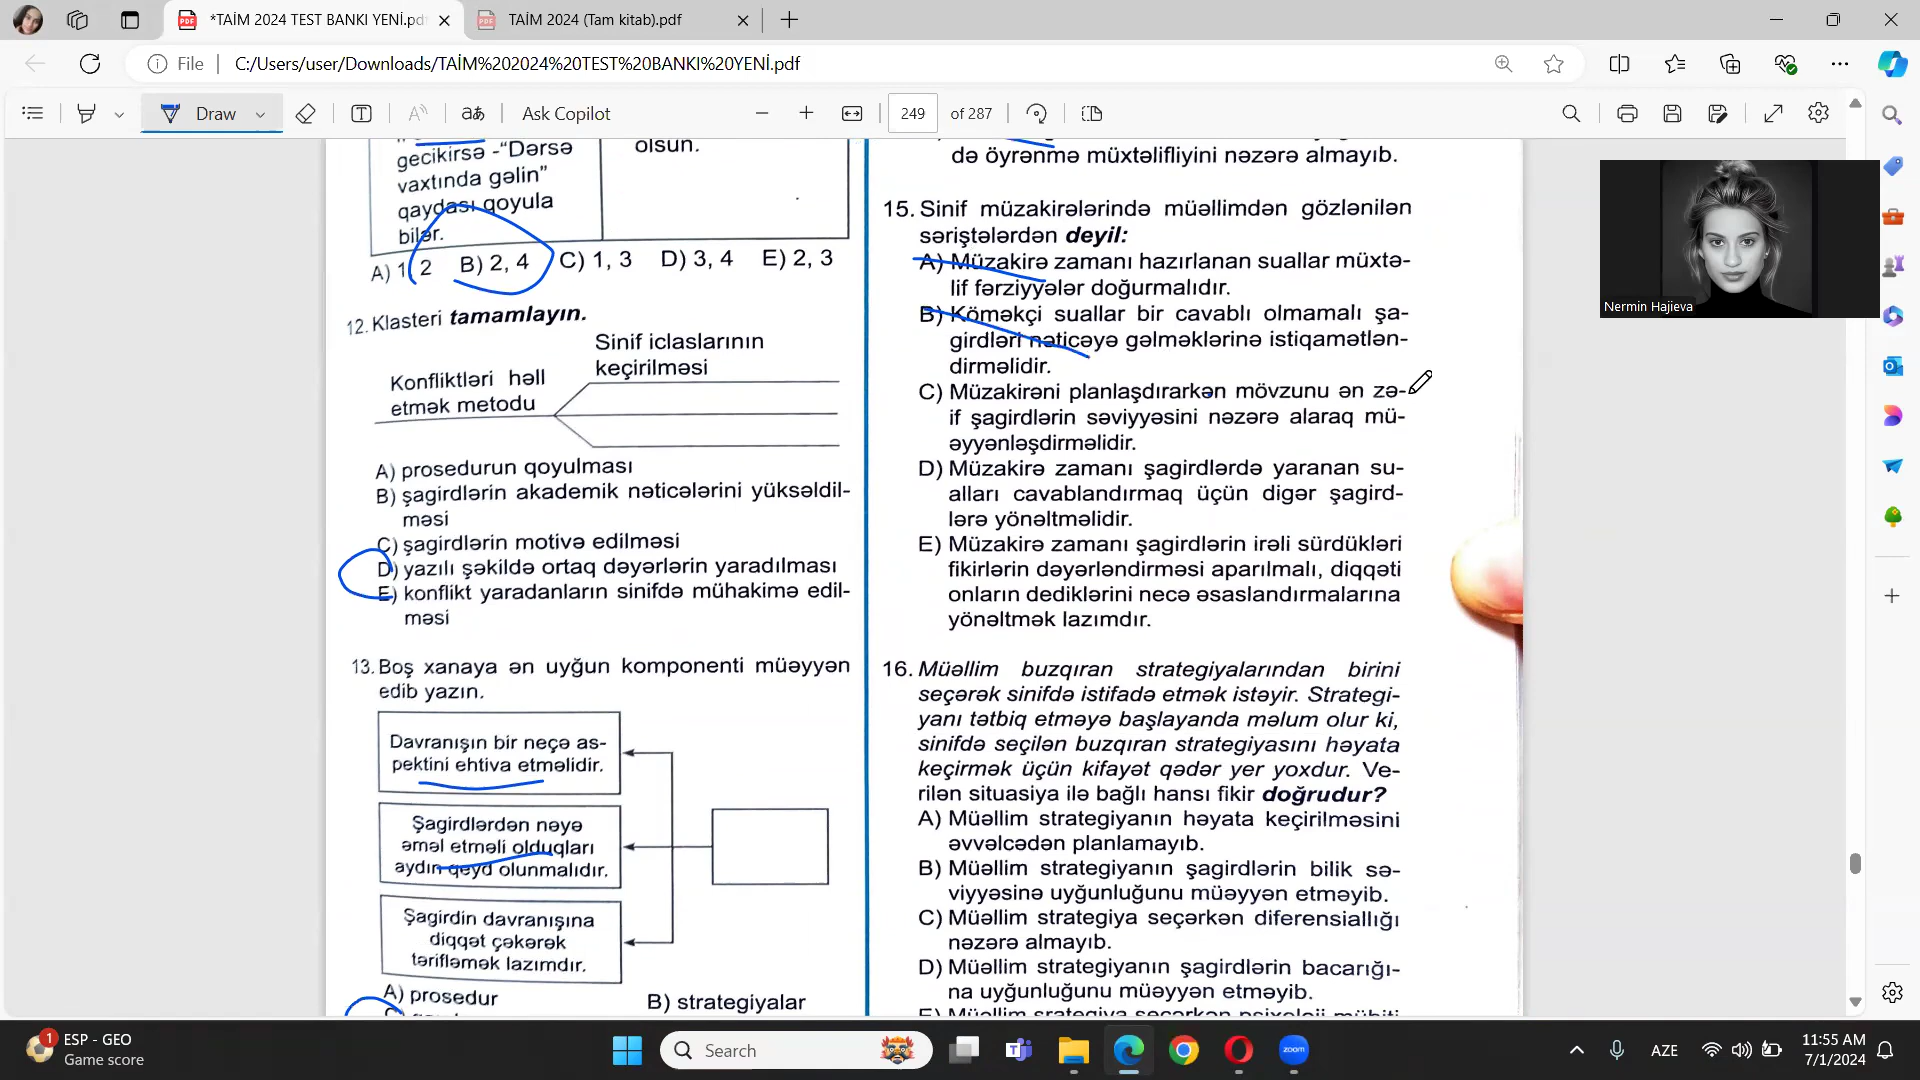 *TAİM 2024 TEST BANKI YENİ.pdf
TAİM 2024 (Tam kitab).pdf
File
C:/Users/user/Downloads/TAİM%202024%20TEST%20BANKI%20YENİ.pdf
Draw
Ask Copilot
249
of 287
gecikirsə -“Dərsə
vaxtında gəlin”
qaydası qoyula
bilər.
olsun.
A) 1, 2 B) 2, 4 C) 1, 3 D) 3, 4 E) 2, 3
12. Klasteri tamamlayın.
Sinif iclaslarının
keçirilməsi
Konfliktləri həll
etmək metodu
A) prosedurun qoyulması
B) şagirdlərin akademik nəticələrini yüksəldil-
məsi
C) şagirdlərin motivə edilməsi
D) yazılı şəkildə ortaq dəyərlərin yaradılması
E) konflikt yaradanların sinifdə mühakimə edil-
məsi
13. Boş xanaya ən uyğun komponenti müəyyən
edib yazın.
Davranışın bir neçə as-
pektini ehtiva etməlidir.
Şagirdlərdən nəyə
əməl etməli olduqları
aydın qeyd olunmalıdır.
Şagirdin davranışına
diqqət çəkərək
tərifləmək lazımdır.
A) prosedur
B) strategiyalar
də öyrənmə müxtəlifliyini nəzərə almayıb.
15. Sinif müzakirələrində müəllimdən gözlənilən
səriştələrdən deyil:
A) Müzakirə zamanı hazırlanan suallar müxtə-
lif fərziyyələr doğurmalıdır.
B) Köməkçi suallar bir cavablı olmamalı şa-
girdləri nəticəyə gəlməklərinə istiqamətlən-
dirməlidir.
C) Müzakirəni planlaşdırarkən mövzunu ən zə-
if şagirdlərin səviyyəsini nəzərə alaraq mü-
əyyənləşdirməlidir.
D) Müzakirə zamanı şagirdlərdə yaranan su-
alları cavablandırmaq üçün digər şagird-
lərə yönəltməlidir.
E) Müzakirə zamanı şagirdlərin irəli sürdükləri
fikirlərin dəyərləndirməsi aparılmalı, diqqəti
onların dediklərini necə əsaslandırmalarına
yönəltmək lazımdır.
16. Müəllim buzqıran strategiyalarından birini
seçərək sinifdə istifadə etmək istəyir. Strategi-
yanı tətbiq etməyə başlayanda məlum olur ki,
sinifdə seçilən buzqıran strategiyasını həyata
keçirmək üçün kifayət qədər yer yoxdur. Ve-
rilən situasiya ilə bağlı hansı fikir doğrudur?
A) Müəllim strategiyanın həyata keçirilməsini
əvvəlcədən planlamayıb.
B) Müəllim strategiyanın şagirdlərin bilik sə-
viyyəsinə uyğunluğunu müəyyən etməyib.
C) Müəllim strategiya seçərkən diferensiallığı
nəzərə almayıb.
D) Müəllim strategiyanın şagirdlərin bacarığı-
na uyğunluğunu müəyyən etməyib.
E) Müəllim srategiya seçərkən psixoloji mühiti
Nermin Hajieva
1
ESP - GEO
Game score
Search
zoom
AZE
11:55 AM
7/1/2024